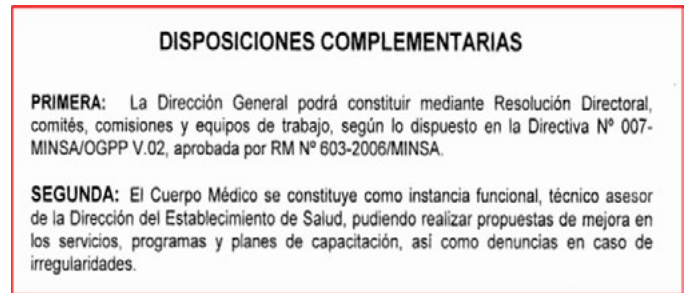 DISPOSICIONES COMPLEMENTARIAS
PRIMERA: La Dirección General podrá constituir mediante Resolución Directoral,
comités, comisiones y equipos de trabajo, según lo dispuesto en la Directiva Nº 007-
MINSA/OGPP V.02, aprobada por RM Nº 603-2006/MINSA.
SEGUNDA: El Cuerpo Médico se constituye como instancia funcional, técnico asesor
de la Dirección del Establecimiento de Salud, pudiendo realizar propuestas de mejora en
los servicios, programas y planes de capacitación, así como denuncias en caso de
irregularidades.